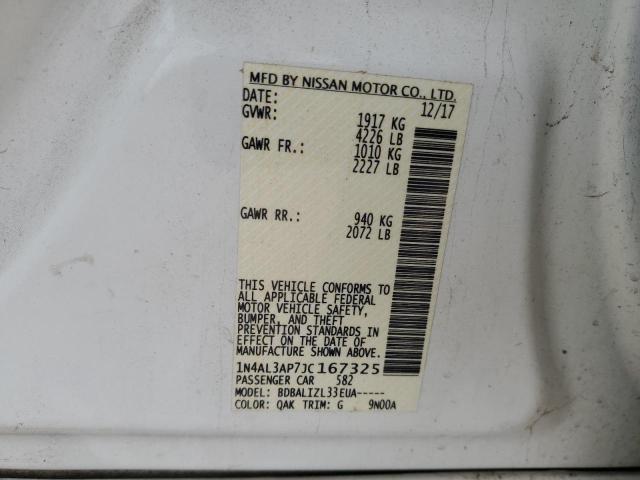 MFD BY NISSAN MOTOR CO., LTD.
DATE: 12/17
GVWR: 1917 KG
4226 LB
GAWR FR.: 1010 KG
2227 LB
GAWR RR.: 940 KG
2072 LB
THIS VEHICLE CONFORMS TO
ALL APPLICABLE FEDERAL
MOTOR VEHICLE SAFETY,
BUMPER, AND THEFT
PREVENTION STANDARDS IN
EFFECT ON THE DATE OF
MANUFACTURE SHOWN ABOVE.
1N4AL3AP7JC167325
PASSENGER CAR 582
MODEL: BDBALIZL33EUA-----
COLOR: QAK TRIM: G 9N00A